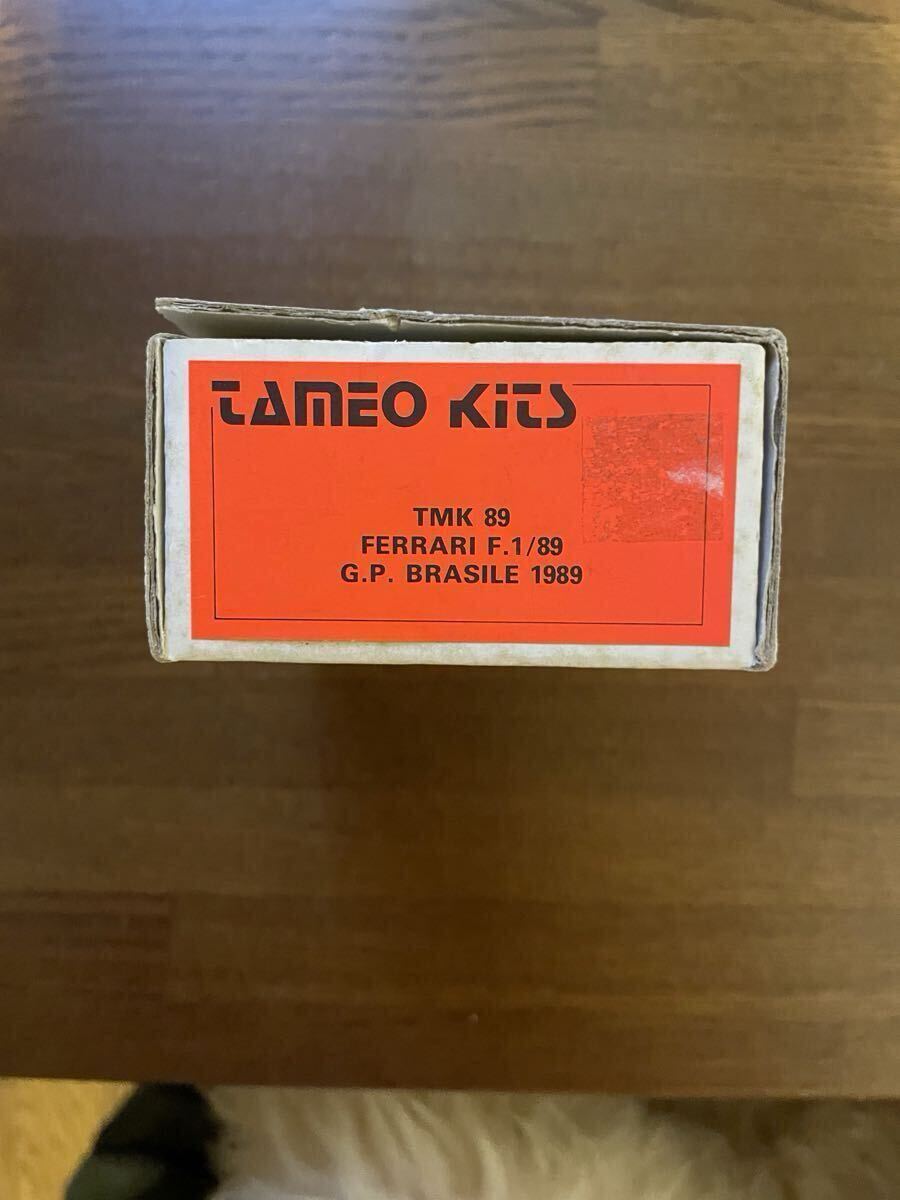 TAMEO KITS
TMK 89
FERRARI F.1/89
G.P. BRASILE 1989